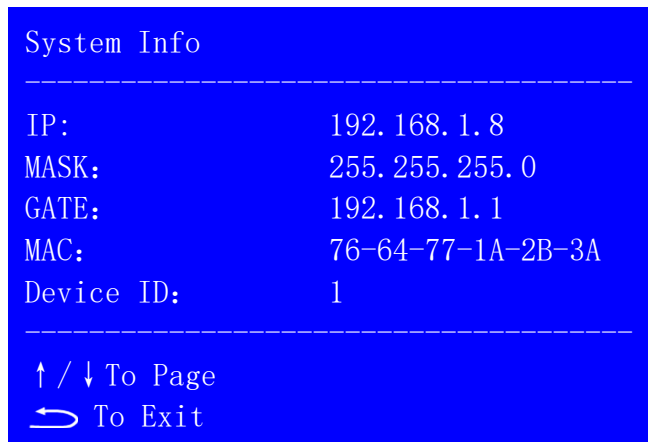 System Info
--------------------------------------
IP: 192.168.1.8
MASK： 255.255.255.0
GATE： 192.168.1.1
MAC： 76-64-77-1A-2B-3A
Device ID： 1
--------------------------------------
↑/↓To Page
⮌ To Exit